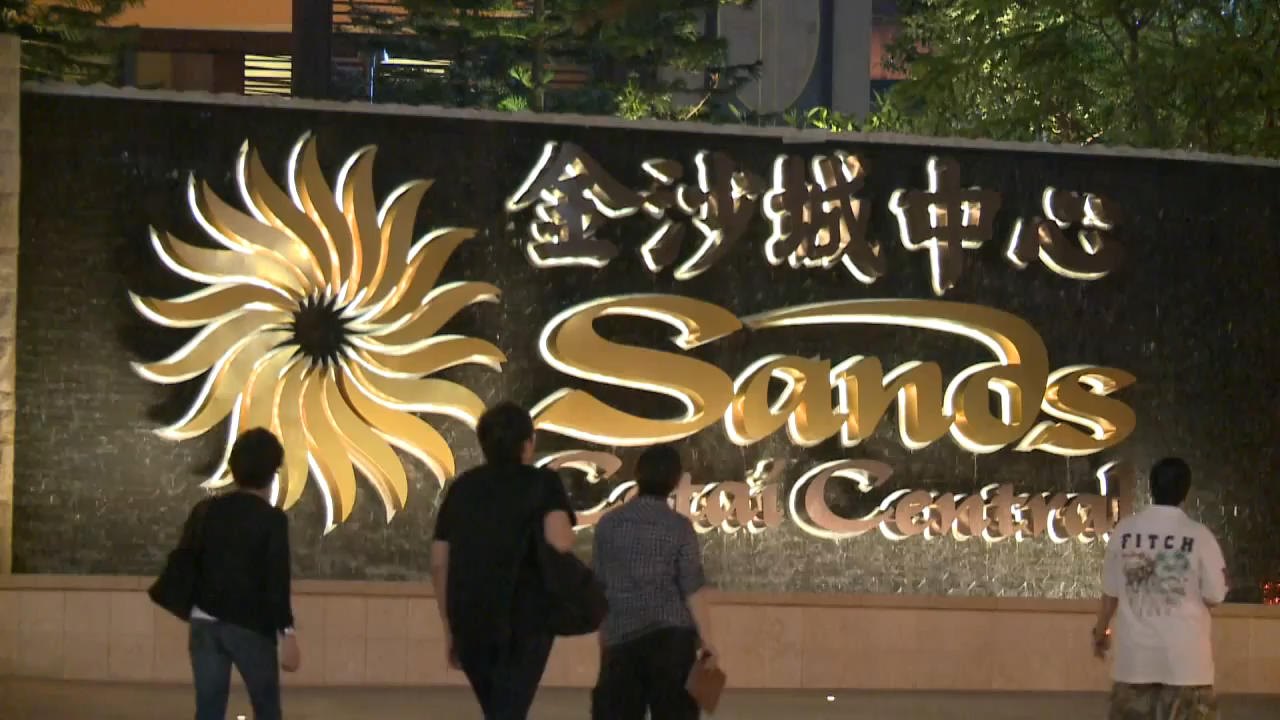 金沙城中心
Sands
Cotai Central
FITCH